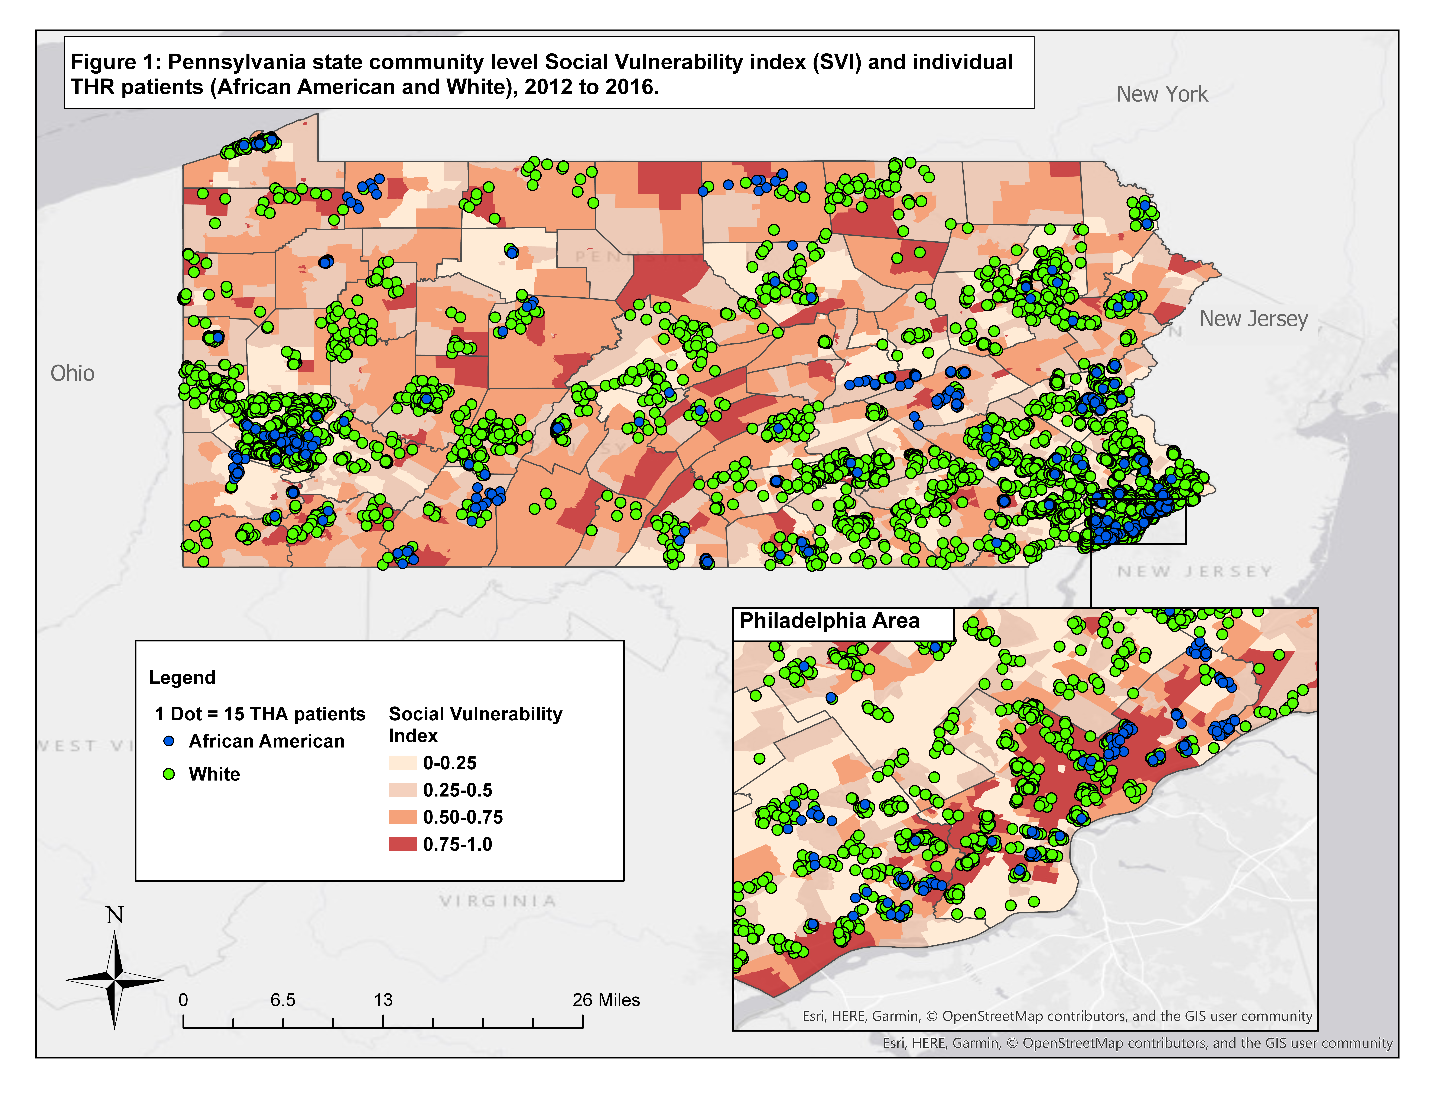 Figure 1: Pennsylvania state community level Social Vulnerability index (SVI) and individual
THR patients (African American and White), 2012 to 2016.
New York
New Jersey
Ohio
NEW JERSEY
Philadelphia Area
Legend
1 Dot = 15 THA patients
African American
White
Social Vulnerability
Index
0-0.25
0.25-0.5
0.50-0.75
0.75-1.0
WEST VI
VIRGINIA
N
0 6.5 13 26 Miles
Esri, HERE, Garmin, © OpenStreetMap contributors, and the GIS user community
Esri, HERE, Garmin, © OpenStreetMap contributors, and the GIS user community